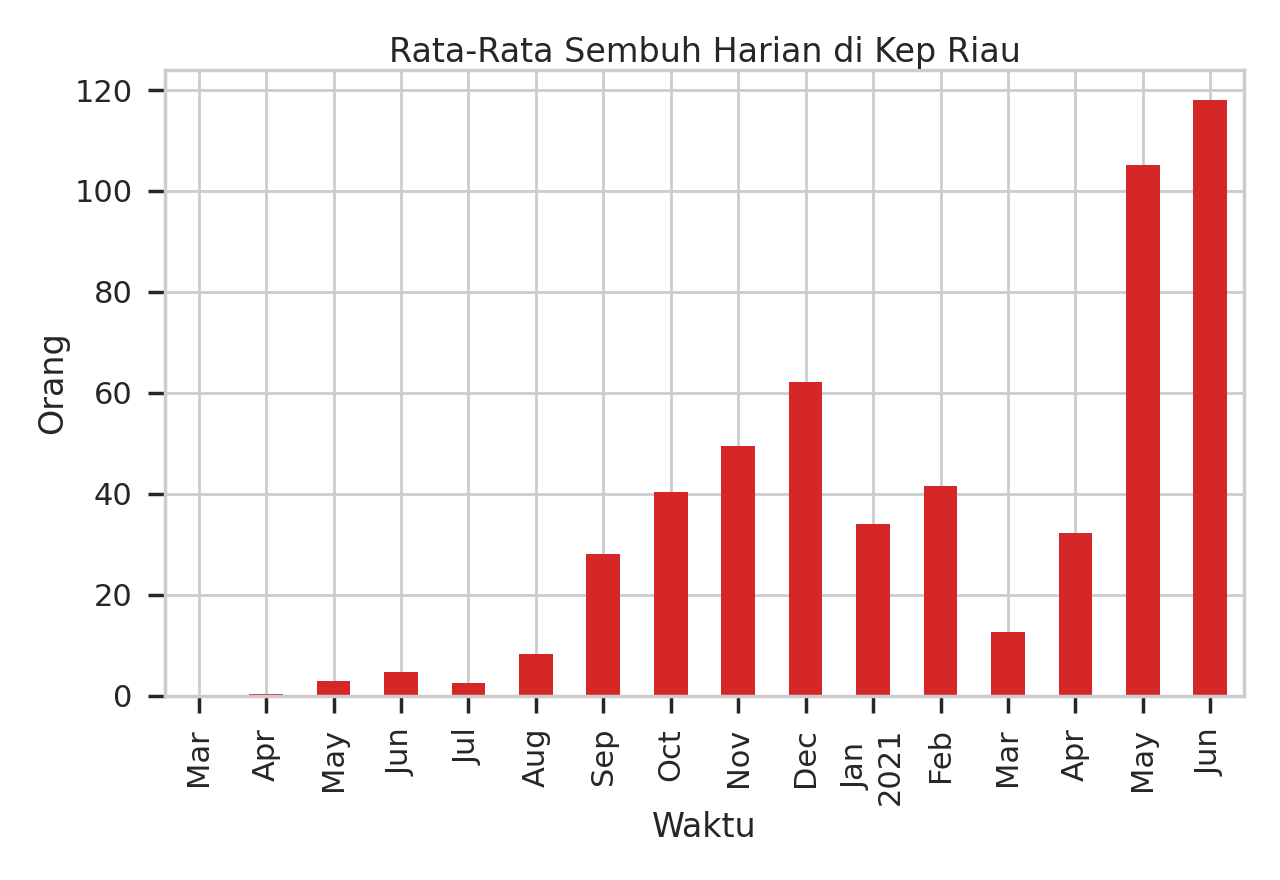 Rata-Rata Sembuh Harian di Kep Riau
120
100
80
60
40
20
0
Orang
Mar
Apr
May
Jun
Jul
Aug
Sep
Oct
Nov
Dec
Jan
2021
Feb
Mar
Apr
May
Jun
Waktu